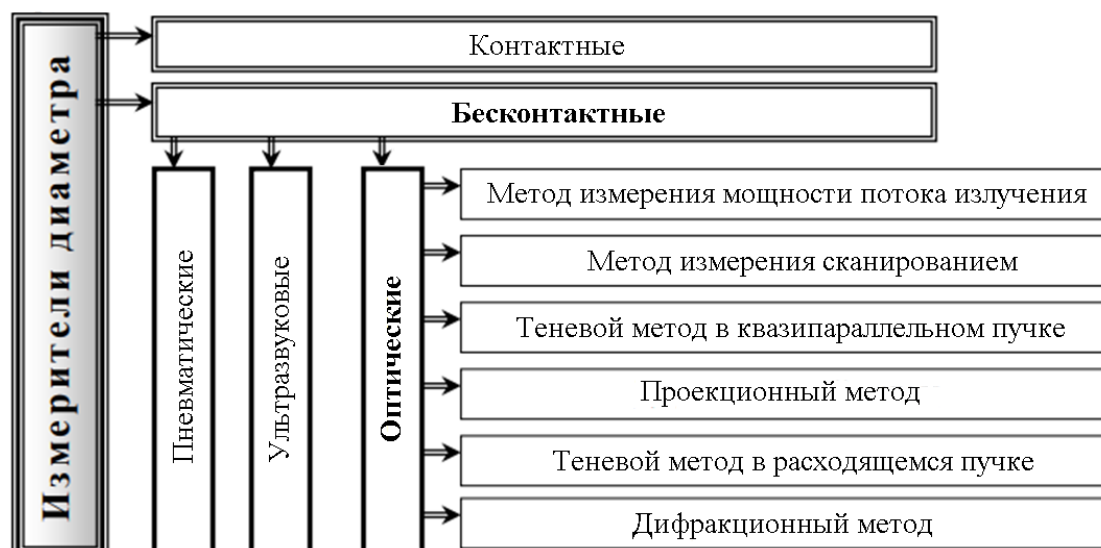 Измерители диаметра
Контактные
Бесконтактные
Пневматические
Ультразвуковые
Оптические
Метод измерения мощности потока излучения
Метод измерения сканированием
Теневой метод в квазипараллельном пучке
Проекционный метод
Теневой метод в расходящемся пучке
Дифракционный метод